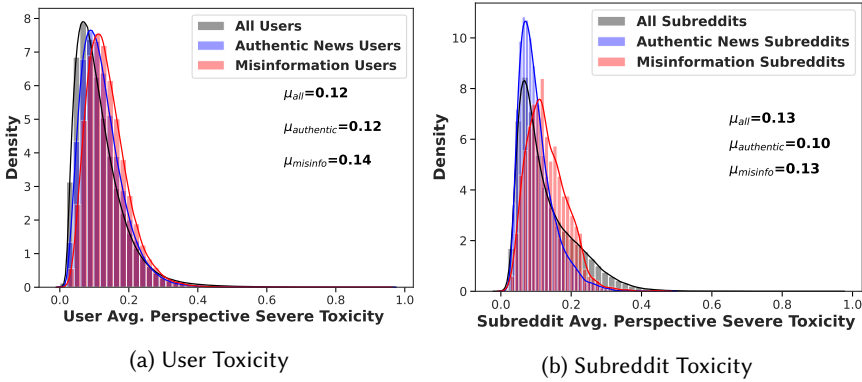 All Users
Authentic News Users
Misinformation Users
μall=0.12
μauthentic=0.12
μmisinfo=0.14
Density
8
7
6
5
4
3
2
1
0
0.0 0.2 0.4 0.6 0.8 1.0
User Avg. Perspective Severe Toxicity
(a) User Toxicity
All Subreddits
Authentic News Subreddits
Misinformation Subreddits
μall=0.13
μauthentic=0.10
μmisinfo=0.13
Density
10
8
6
4
2
0
0.0 0.2 0.4 0.6 0.8 1.0
Subreddit Avg. Perspective Severe Toxicity
(b) Subreddit Toxicity